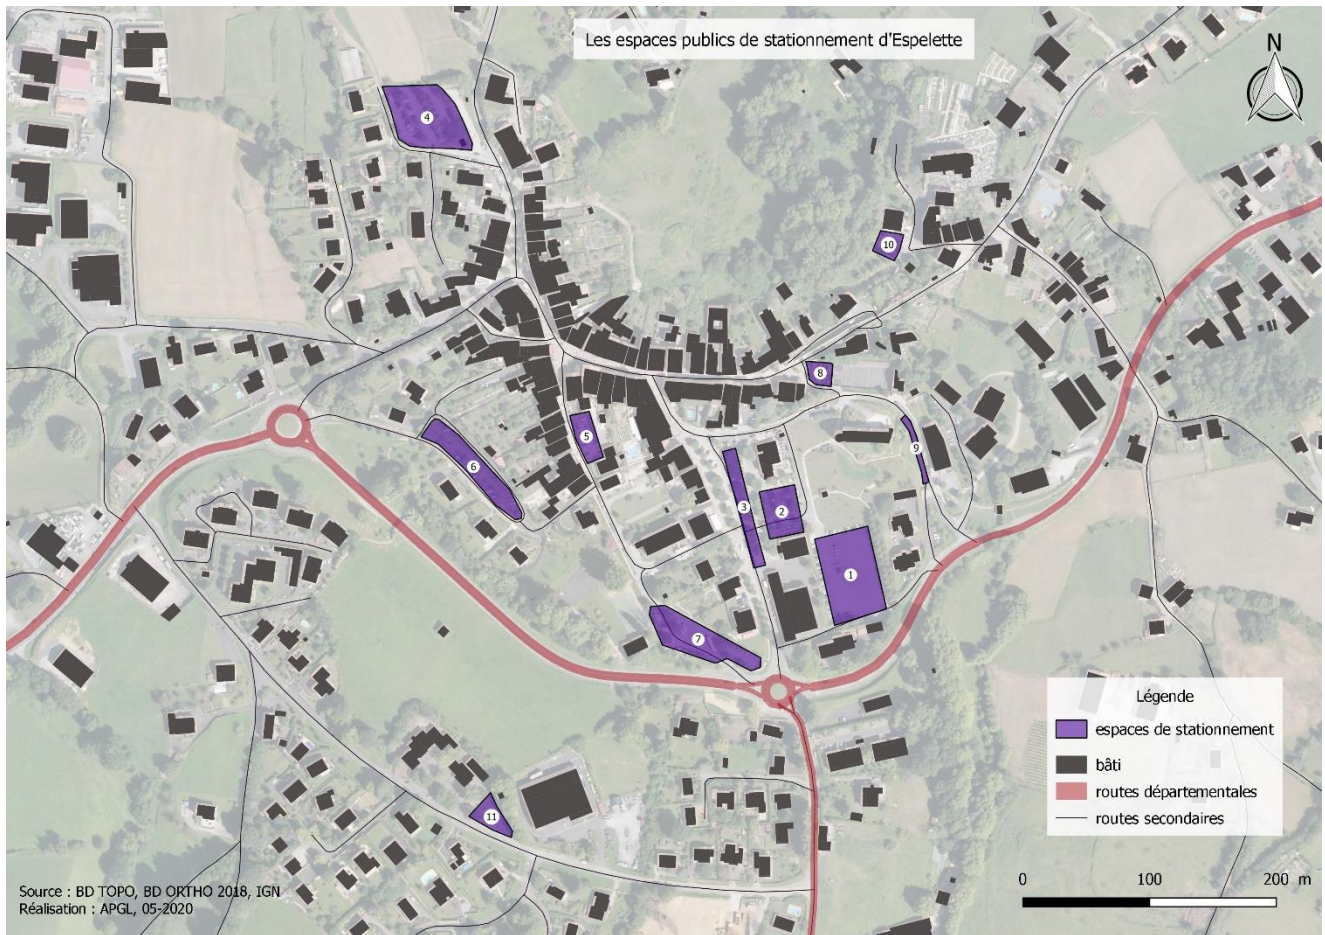 Les espaces publics de stationnement d'Espelette
N
4
10
8
5
9
6
3
2
1
7
11
Légende
espaces de stationnement
bâti
routes départementales
routes secondaires
Source : BD TOPO, BD ORTHO 2018, IGN
Réalisation : APGL, 05-2020
0 100 200 m